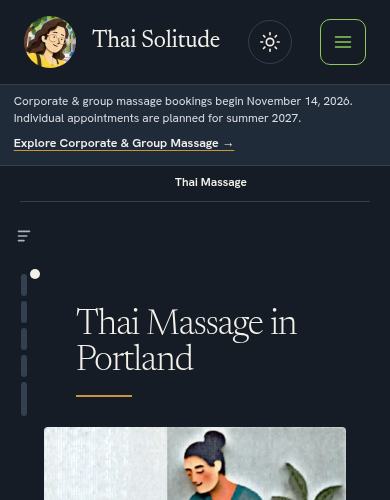 Thai Solitude
Corporate & group massage bookings begin November 14, 2026.
Individual appointments are planned for summer 2027.
Explore Corporate & Group Massage →
Thai Massage
Thai Massage in
Portland